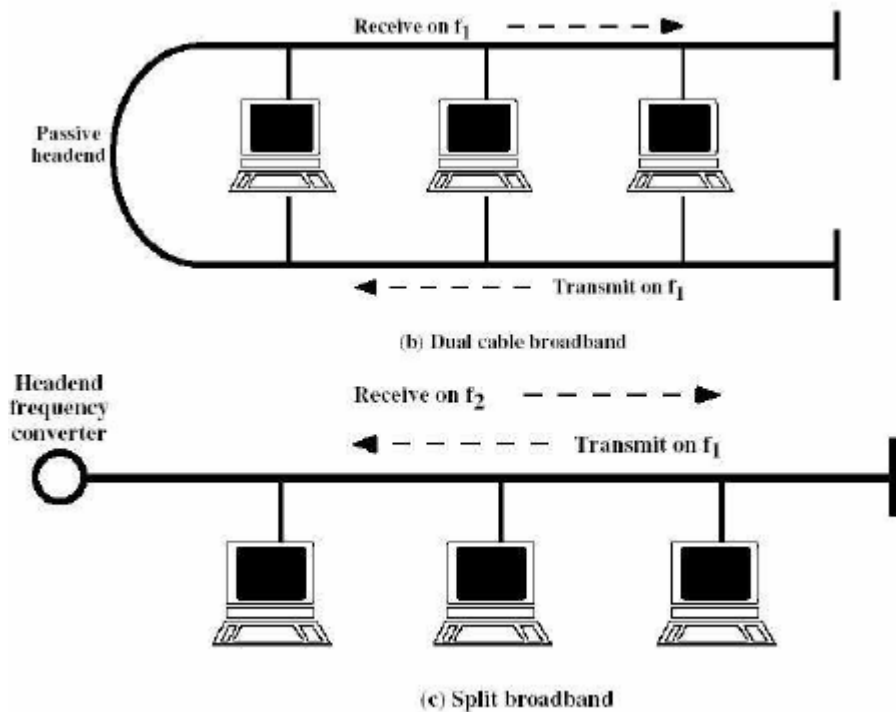 Receive on f1
Passive
headend
Transmit on f1
(b) Dual cable broadband
Headend
frequency
converter
Receive on f2
Transmit on f1
(c) Split broadband